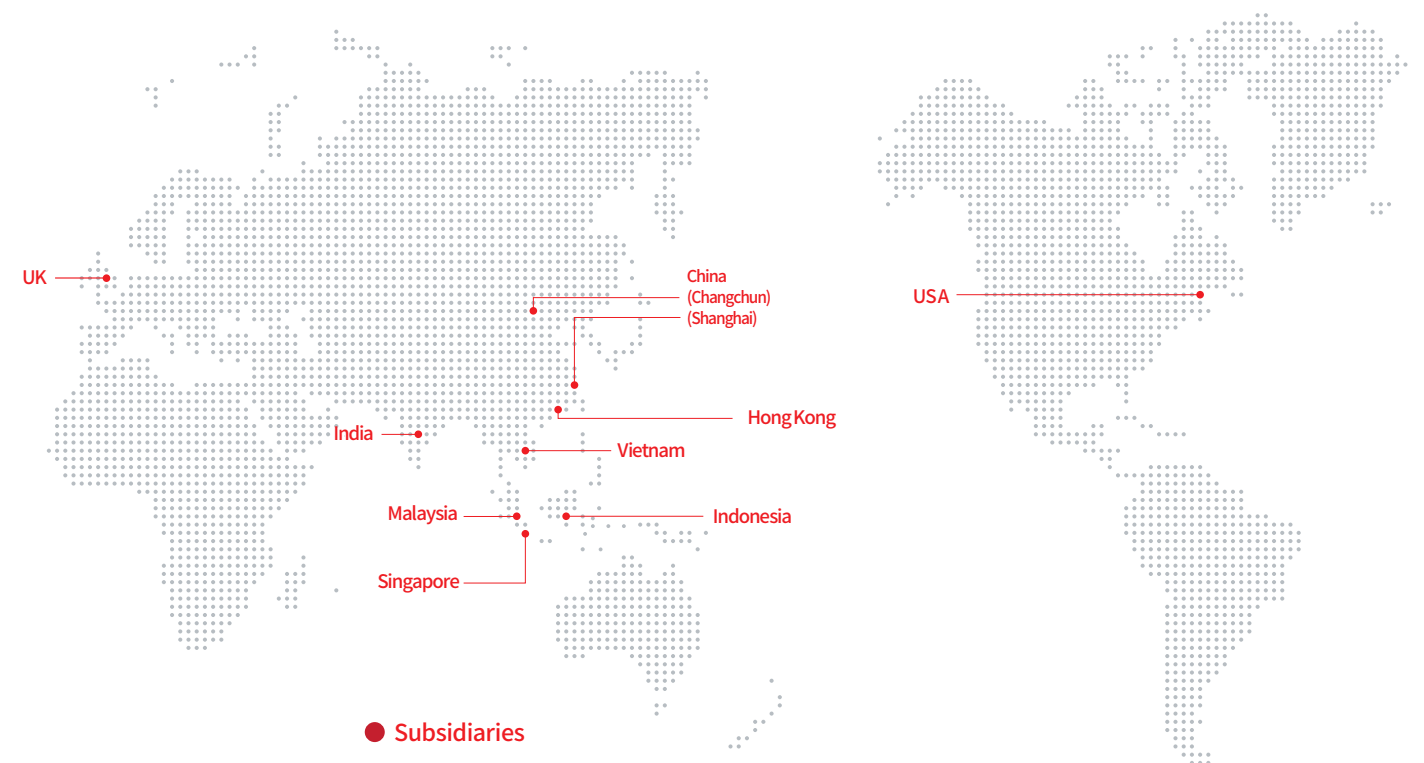 UK
China
(Changchun)
(Shanghai)
USA
Hong Kong
India
Vietnam
Malaysia
Indonesia
Singapore
Subsidiaries